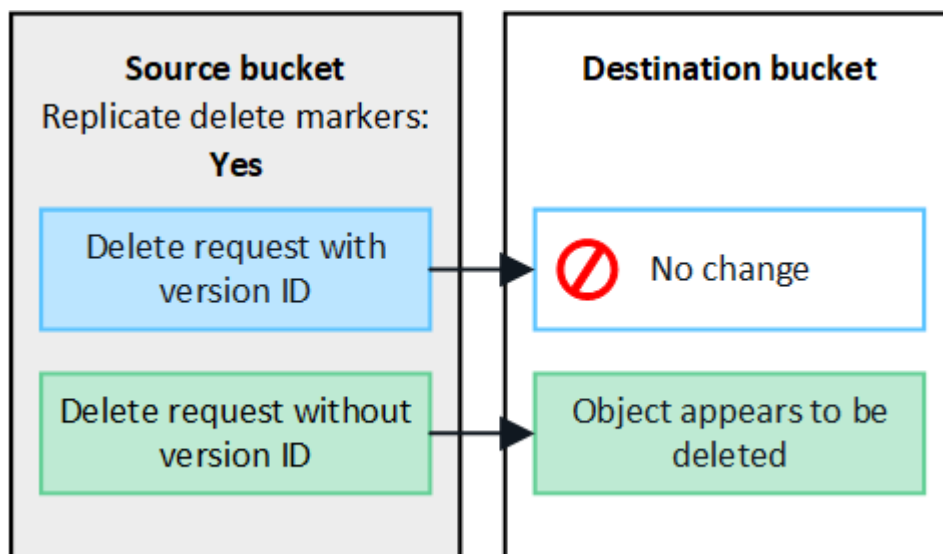 Source bucket
Replicate delete markers:
Yes
Delete request with
version ID
Delete request without
version ID
Destination bucket
No change
Object appears to be
deleted